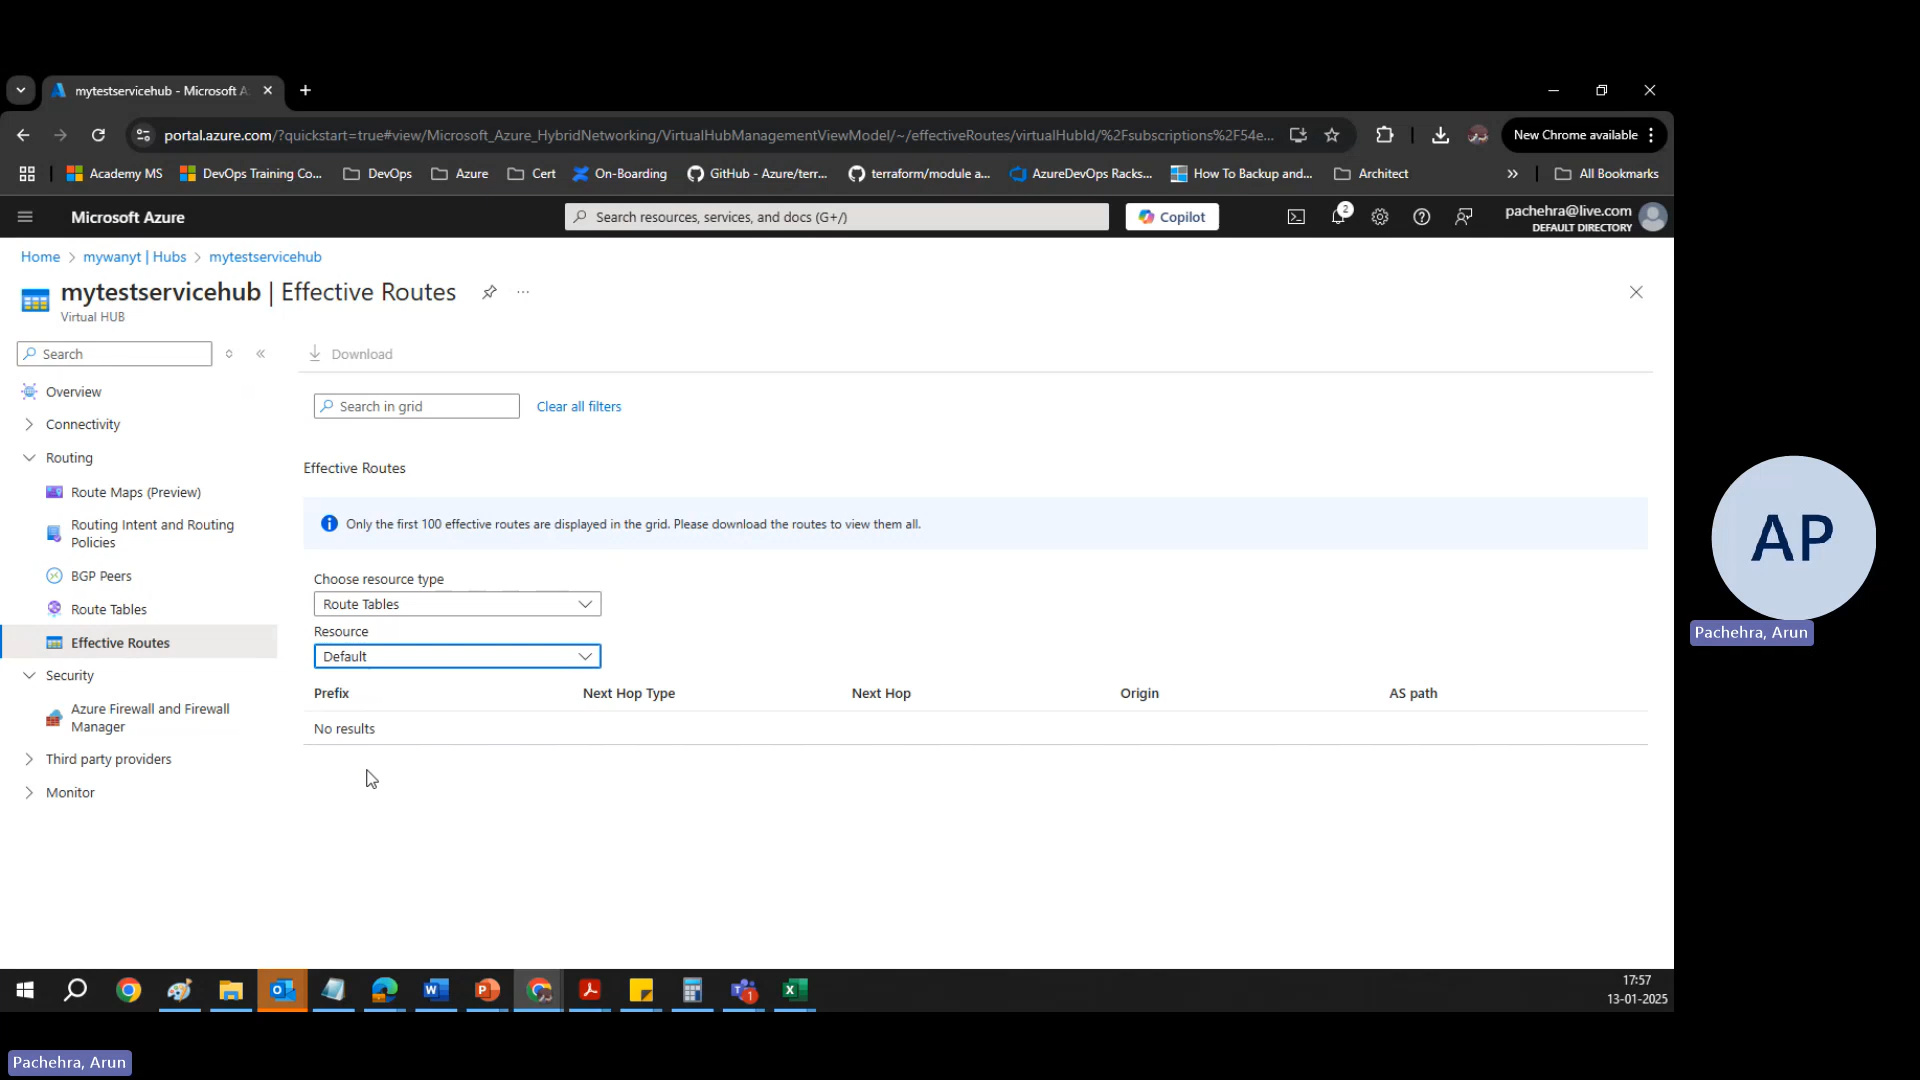 mytestservicehub - Microsoft A
portal.azure.com/?quickstart=true#view/Microsoft_Azure_HybridNetworking/VirtualHubManagementViewModel/~/effectiveRoutes/virtualHubId/%2Fsubscriptions%2F54e...
New Chrome available
Academy MS
DevOps Training Co...
DevOps
Azure
Cert
On-Boarding
GitHub - Azure/terr...
terraform/module a...
AzureDevOps Racks...
How To Backup and...
Architect
All Bookmarks
Microsoft Azure
Search resources, services, and docs (G+/)
Copilot
2
pachehra@live.com
DEFAULT DIRECTORY
Home > mywanyt | Hubs > mytestservicehub
mytestservicehub | Effective Routes
Virtual HUB
Search
Download
Overview
Connectivity
Routing
Route Maps (Preview)
Routing Intent and Routing
Policies
BGP Peers
Route Tables
Effective Routes
Security
Azure Firewall and Firewall
Manager
Third party providers
Monitor
Search in grid
Clear all filters
Effective Routes
Only the first 100 effective routes are displayed in the grid. Please download the routes to view them all.
Choose resource type
Route Tables
Resource
Default
Prefix Next Hop Type Next Hop Origin AS path
No results
AP
Pachehra, Arun
17:57
13-01-2025
Pachehra, Arun